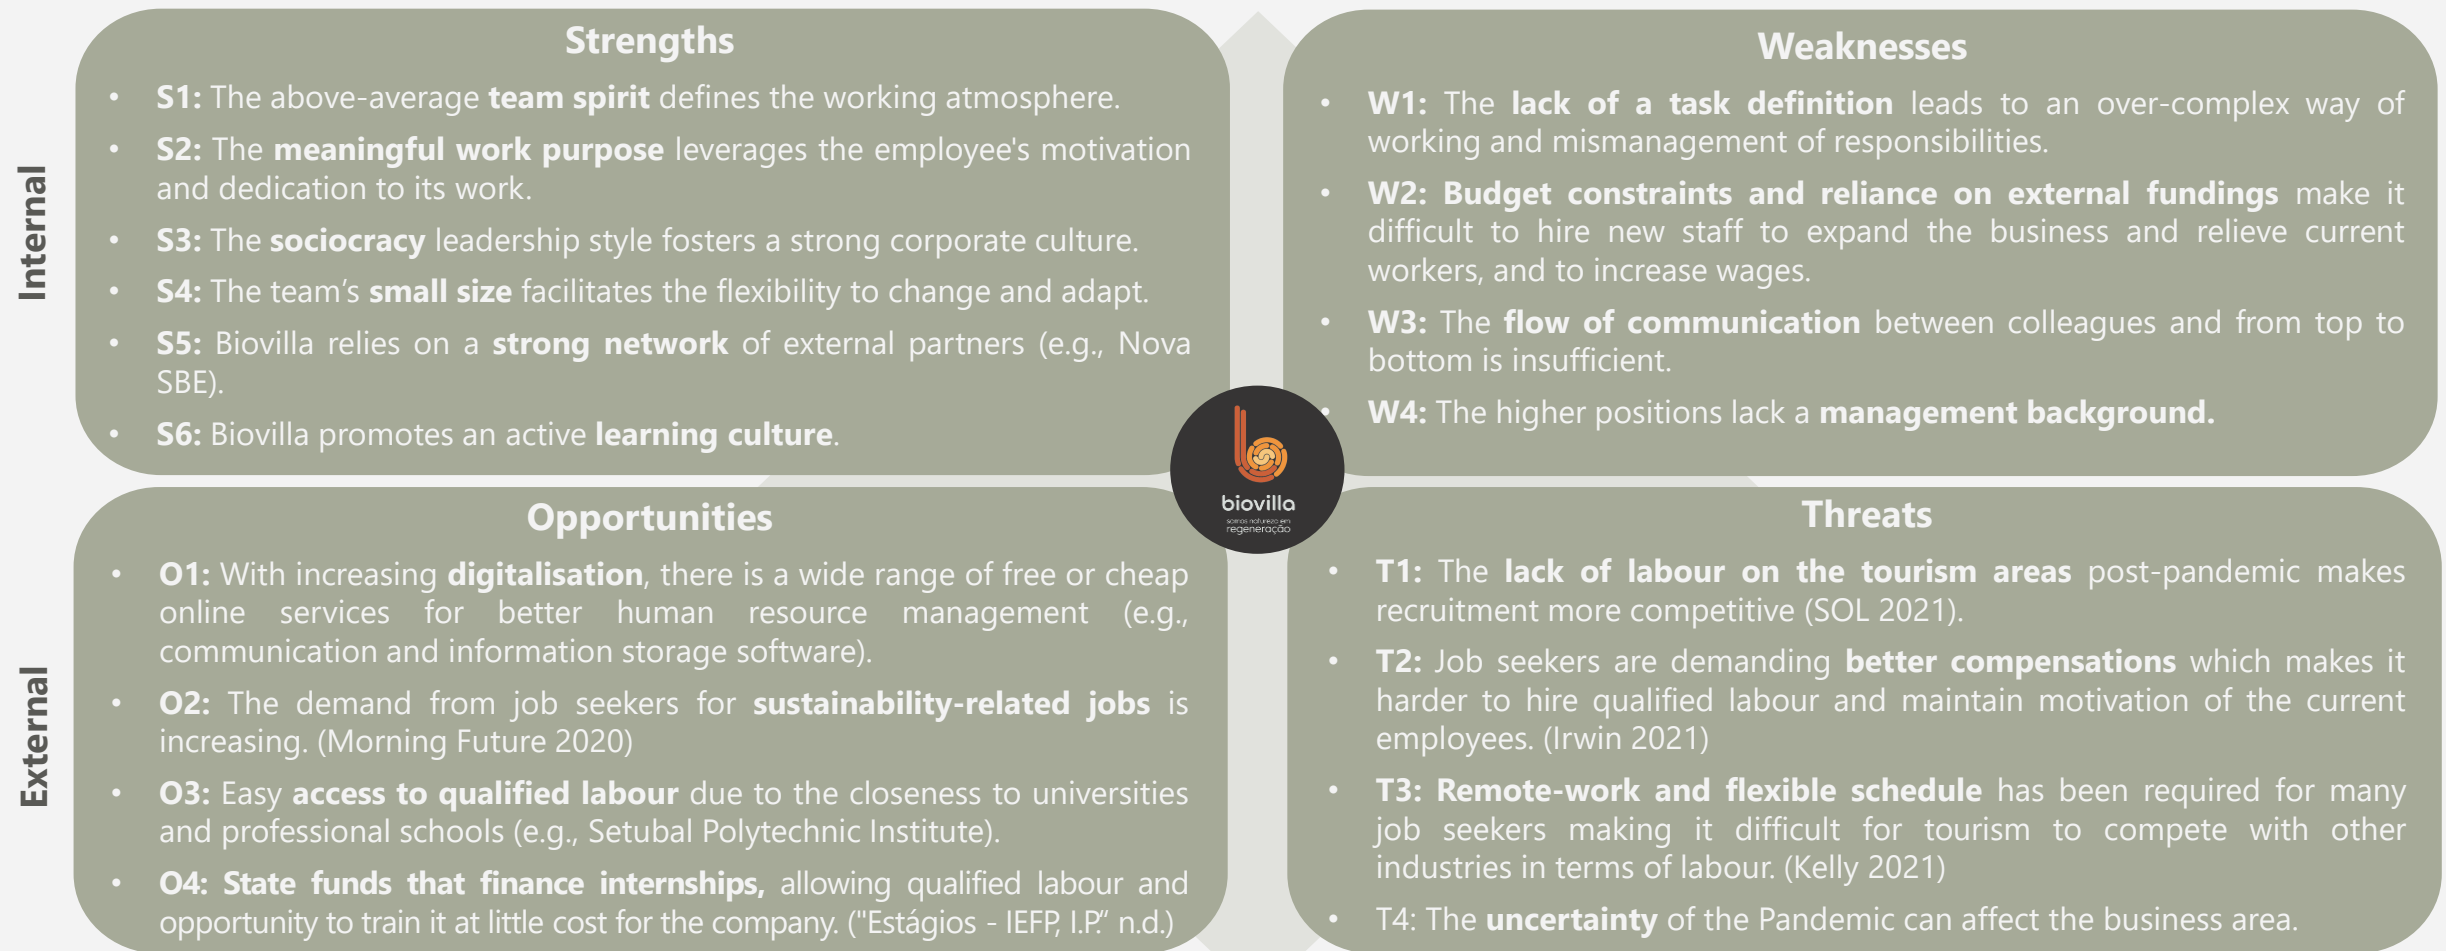 Internal
Strengths
• S1: The above-average team spirit defines the working atmosphere.
• S2: The meaningful work purpose leverages the employee's motivation
and dedication to its work.
• S3: The sociocracy leadership style fosters a strong corporate culture.
• S4: The team’s small size facilitates the flexibility to change and adapt.
• S5: Biovilla relies on a strong network of external partners (e.g., Nova
SBE).
• S6: Biovilla promotes an active learning culture.
Weaknesses
• W1: The lack of a task definition leads to an over-complex way of
working and mismanagement of responsibilities.
• W2: Budget constraints and reliance on external fundings make it
difficult to hire new staff to expand the business and relieve current
workers, and to increase wages.
• W3: The flow of communication between colleagues and from top to
bottom is insufficient.
• W4: The higher positions lack a management background.
biovilla
somos natureza em
regeneração
External
Opportunities
• O1: With increasing digitalisation, there is a wide range of free or cheap
online services for better human resource management (e.g.,
communication and information storage software).
• O2: The demand from job seekers for sustainability-related jobs is
increasing. (Morning Future 2020)
• O3: Easy access to qualified labour due to the closeness to universities
and professional schools (e.g., Setubal Polytechnic Institute).
• O4: State funds that finance internships, allowing qualified labour and
opportunity to train it at little cost for the company. ("Estágios - IEFP, I.P.“ n.d.)
Threats
• T1: The lack of labour on the tourism areas post-pandemic makes
recruitment more competitive (SOL 2021).
• T2: Job seekers are demanding better compensations which makes it
harder to hire qualified labour and maintain motivation of the current
employees. (Irwin 2021)
• T3: Remote-work and flexible schedule has been required for many
job seekers making it difficult for tourism to compete with other
industries in terms of labour. (Kelly 2021)
• T4: The uncertainty of the Pandemic can affect the business area.